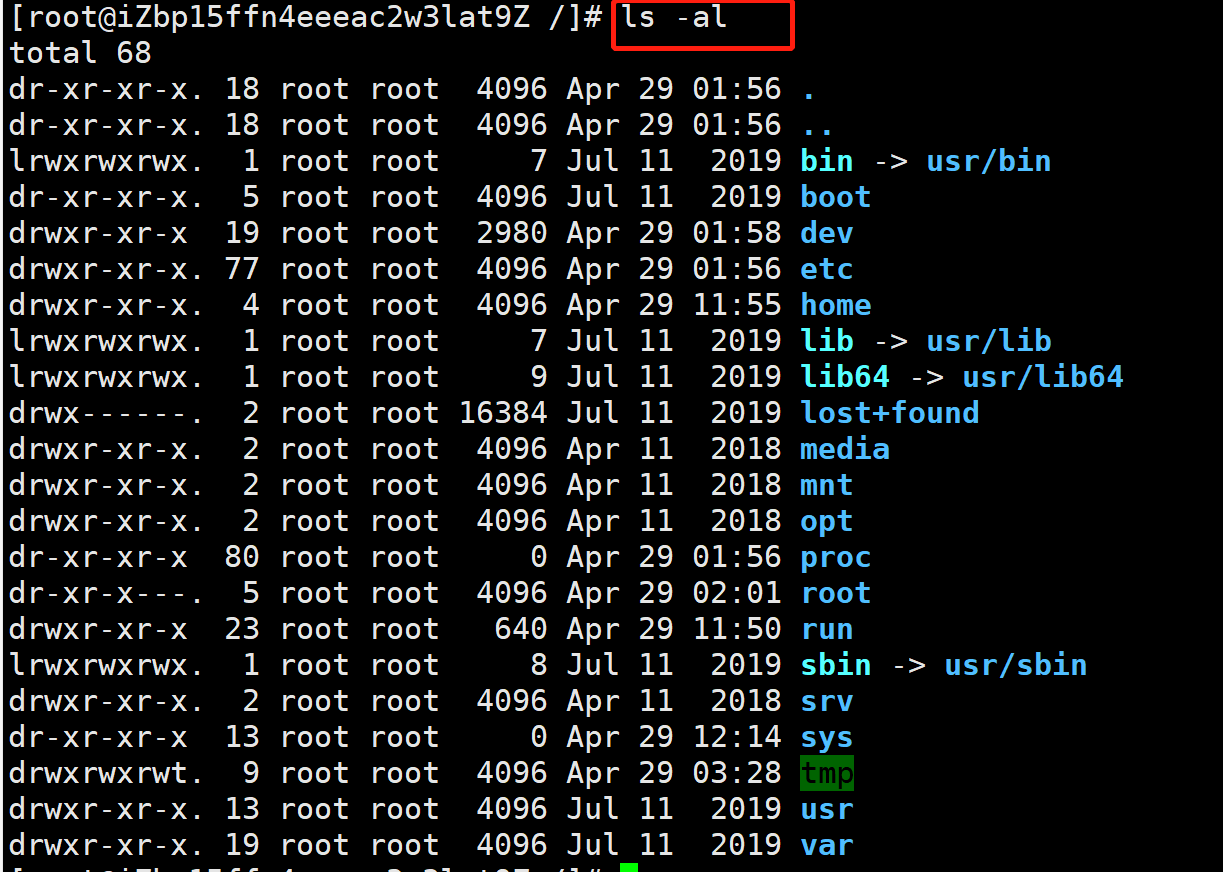 [root@iZbp15ffn4eeeac2w3lat9Z /]# ls -al
total 68
dr-xr-xr-x. 18 root root  4096 Apr 29 01:56 .
dr-xr-xr-x. 18 root root  4096 Apr 29 01:56 ..
lrwxrwxrwx.  1 root root     7 Jul 11  2019 bin -> usr/bin
dr-xr-xr-x.  5 root root  4096 Jul 11  2019 boot
drwxr-xr-x  19 root root  2980 Apr 29 01:58 dev
drwxr-xr-x. 77 root root  4096 Apr 29 01:56 etc
drwxr-xr-x.  4 root root  4096 Apr 29 11:55 home
lrwxrwxrwx.  1 root root     7 Jul 11  2019 lib -> usr/lib
lrwxrwxrwx.  1 root root     9 Jul 11  2019 lib64 -> usr/lib64
drwx------.  2 root root 16384 Jul 11  2019 lost+found
drwxr-xr-x.  2 root root  4096 Apr 11  2018 media
drwxr-xr-x.  2 root root  4096 Apr 11  2018 mnt
drwxr-xr-x.  2 root root  4096 Apr 11  2018 opt
dr-xr-xr-x  80 root root     0 Apr 29 01:56 proc
dr-xr-x---.  5 root root  4096 Apr 29 02:01 root
drwxr-xr-x  23 root root   640 Apr 29 11:50 run
lrwxrwxrwx.  1 root root     8 Jul 11  2019 sbin -> usr/sbin
drwxr-xr-x.  2 root root  4096 Apr 11  2018 srv
dr-xr-xr-x  13 root root     0 Apr 29 12:14 sys
drwxrwxrwt.  9 root root  4096 Apr 29 03:28 tmp
drwxr-xr-x. 13 root root  4096 Jul 11  2019 usr
drwxr-xr-x. 19 root root  4096 Jul 11  2019 var
[root@iZbp15ffn4eeeac2w3lat9Z /]#